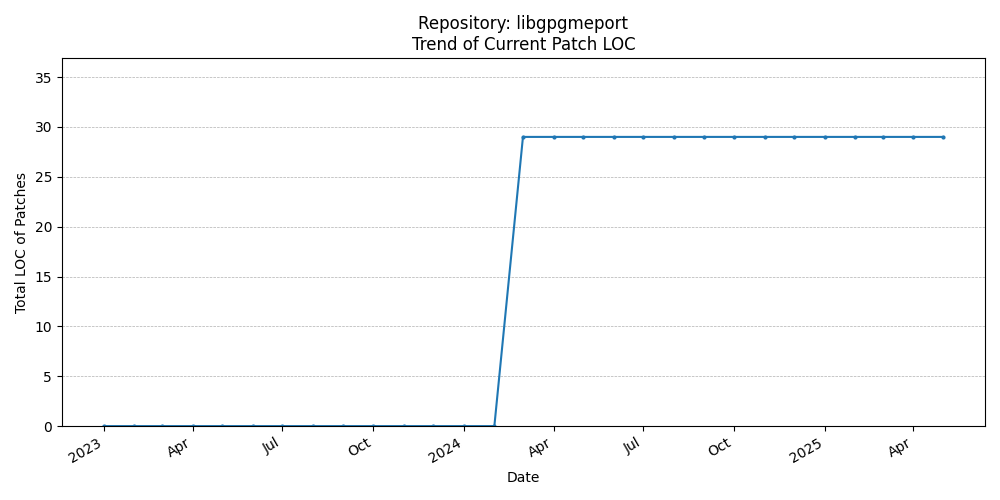 Repository: libgpgmeport
Trend of Current Patch LOC
35
30
25
20
15
10
5
0
Total LOC of Patches
2023
Apr
Jul
Oct
2024
Apr
Jul
Oct
2025
Apr
Date